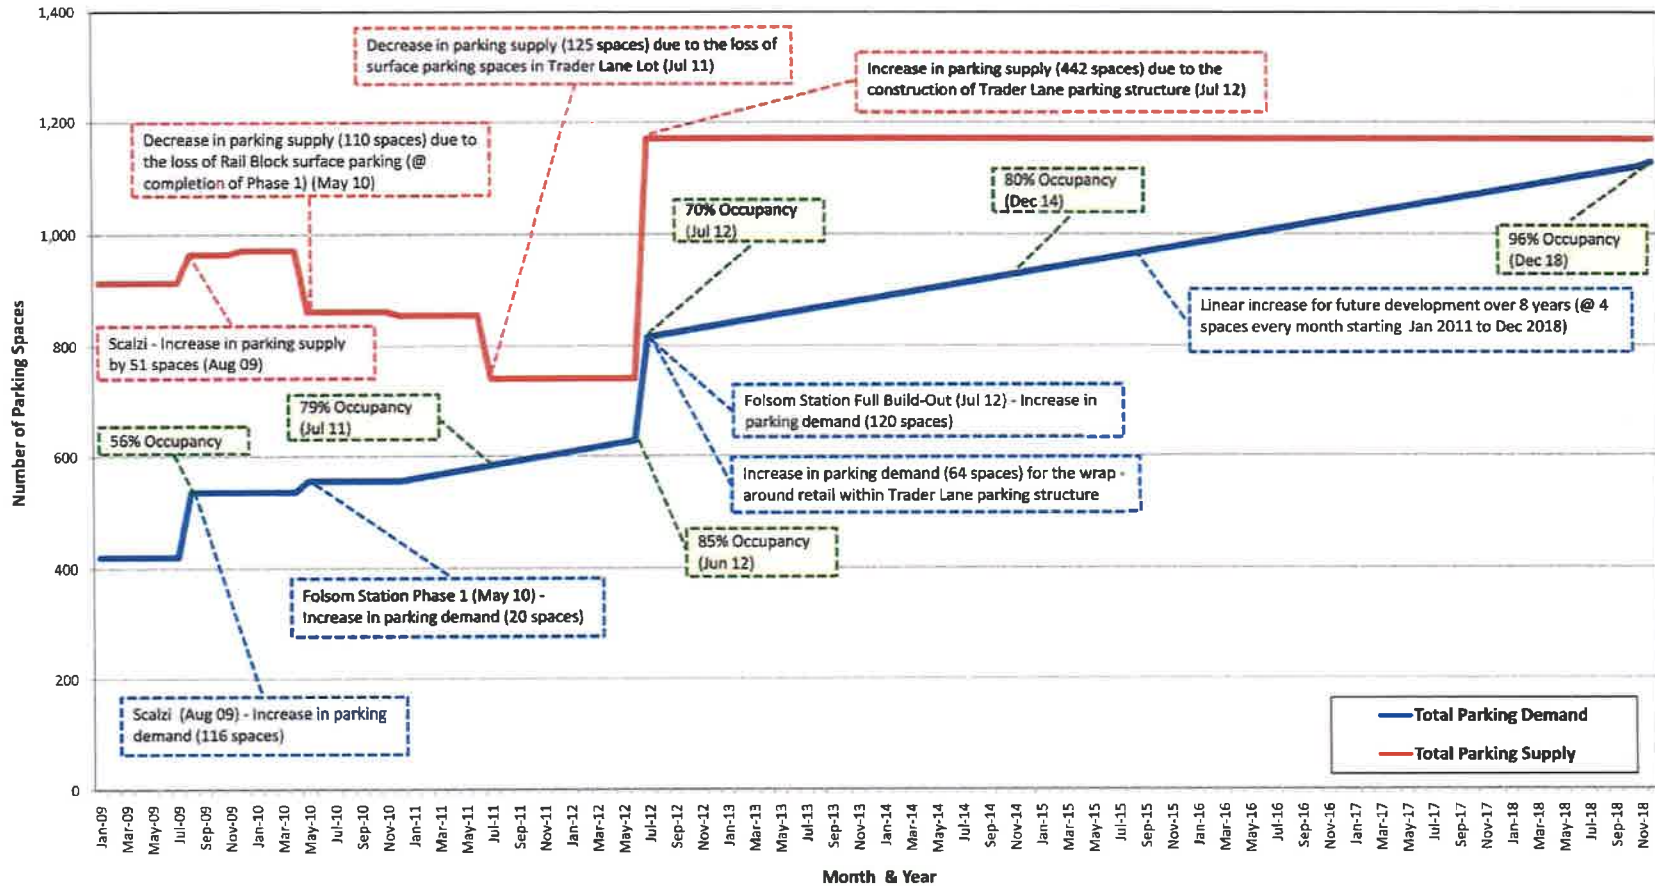 1,400
1,200
1,000
800
600
400
200
0
Number of Parking Spaces
Decrease in parking supply (125 spaces) due to the loss of
surface parking spaces in Trader Lane Lot (Jul 11)
Increase in parking supply (442 spaces) due to the
construction of Trader Lane parking structure (Jul 12)
Decrease in parking supply (110 spaces) due to
the loss of Rail Block surface parking (@
completion of Phase 1) (May 10)
70% Occupancy
(Jul 12)
80% Occupancy
(Dec 14)
96% Occupancy
(Dec 18)
Scalzi - Increase in parking supply
by 51 spaces (Aug 09)
Linear increase for future development over 8 years (@ 4
spaces every month starting Jan 2011 to Dec 2018)
79% Occupancy
(Jul 11)
56% Occupancy
Folsom Station Full Build-Out (Jul 12) - Increase in
parking demand (120 spaces)
Increase in parking demand (64 spaces) for the wrap -
around retail within Trader Lane parking structure
85% Occupancy
(Jun 12)
Folsom Station Phase 1 (May 10) -
Increase in parking demand (20 spaces)
Scalzi (Aug 09) - Increase in parking
demand (116 spaces)
Total Parking Demand
Total Parking Supply
Jan-09
Mar-09
May-09
Jul-09
Sep-09
Nov-09
Jan-10
Mar-10
May-10
Jul-10
Sep-10
Nov-10
Jan-11
Mar-11
May-11
Jul-11
Sep-11
Nov-11
Jan-12
Mar-12
May-12
Jul-12
Sep-12
Nov-12
Jan-13
Mar-13
May-13
Jul-13
Sep-13
Nov-13
Jan-14
Mar-14
May-14
Jul-14
Sep-14
Nov-14
Jan-15
Mar-15
May-15
Jul-15
Sep-15
Nov-15
Jan-16
Mar-16
May-16
Jul-16
Sep-16
Nov-16
Jan-17
Mar-17
May-17
Jul-17
Sep-17
Nov-17
Jan-18
Mar-18
May-18
Jul-18
Sep-18
Nov-18
Month & Year